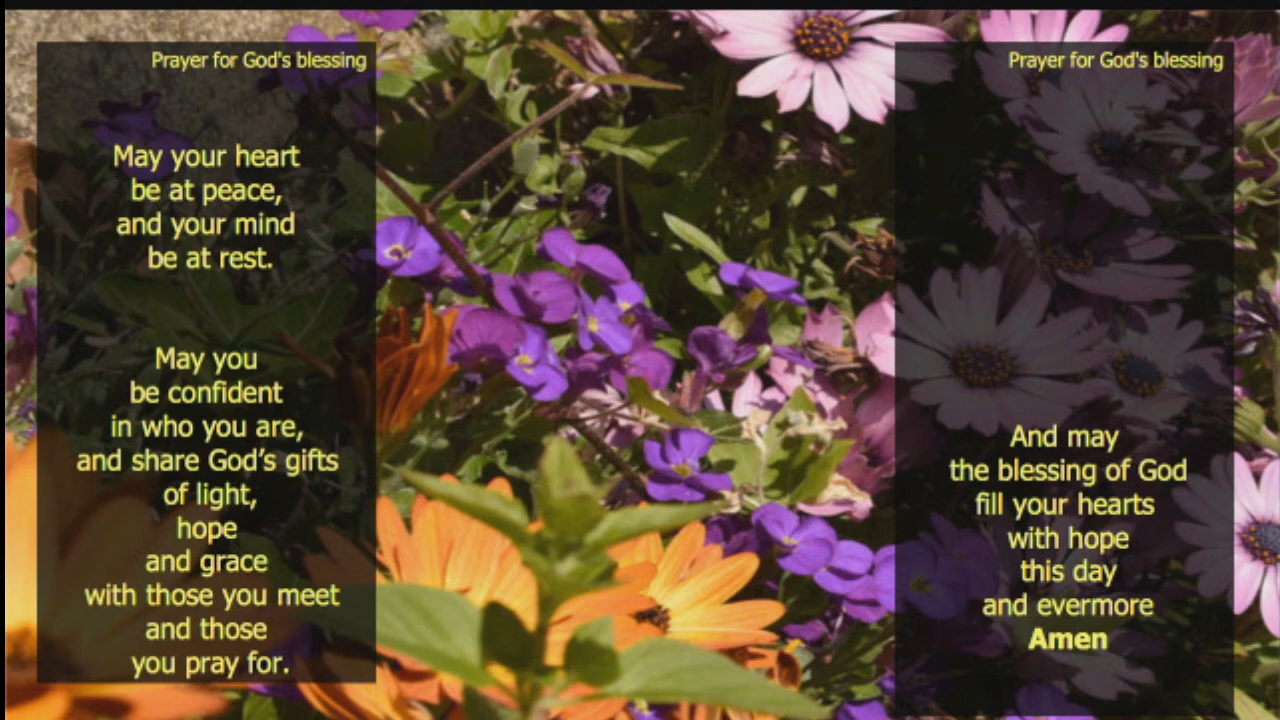 Prayer for God's blessing
May your heart
be at peace,
and your mind
be at rest.
May you
be confident
in who you are,
and share God’s gifts
of light,
hope
and grace
with those you meet
and those
you pray for.
Prayer for God's blessing
And may
the blessing of God
fill your hearts
with hope
this day
and evermore
Amen